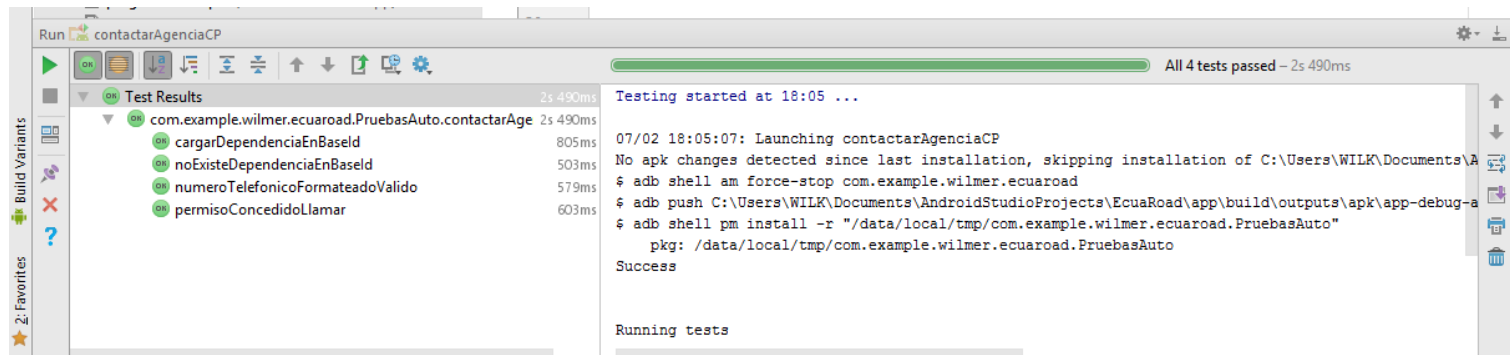 Run contactarAgenciaCP
All 4 tests passed – 2s 490ms
Test Results 2s 490ms
com.example.wilmer.ecuaroad.PruebasAuto.contactarAge 2s 490ms
cargarDependenciaEnBaseId 805ms
noExisteDependenciaEnBaseId 503ms
numeroTelefonicoFormateadoValido 579ms
permisoConcedidoLlamar 603ms
Testing started at 18:05 ...
07/02 18:05:07: Launching contactarAgenciaCP
No apk changes detected since last installation, skipping installation of C:\Users\WILK\Documents\A
$ adb shell am force-stop com.example.wilmer.ecuaroad
$ adb push C:\Users\WILK\Documents\AndroidStudioProjects\EcuaRoad\app\build\outputs\apk\app-debug-a
$ adb shell pm install -r "/data/local/tmp/com.example.wilmer.ecuaroad.PruebasAuto"
pkg: /data/local/tmp/com.example.wilmer.ecuaroad.PruebasAuto
Success
Running tests
Build Variants
2: Favorites